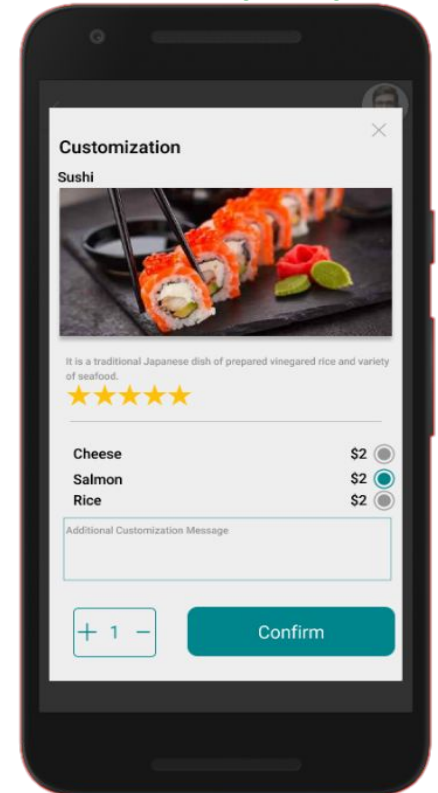 Customization
Sushi
It is a traditional Japanese dish of prepared vinegared rice and variety
of seafood.
Cheese $2
Salmon $2
Rice $2
Additional Customization Message
+ 1 −
Confirm